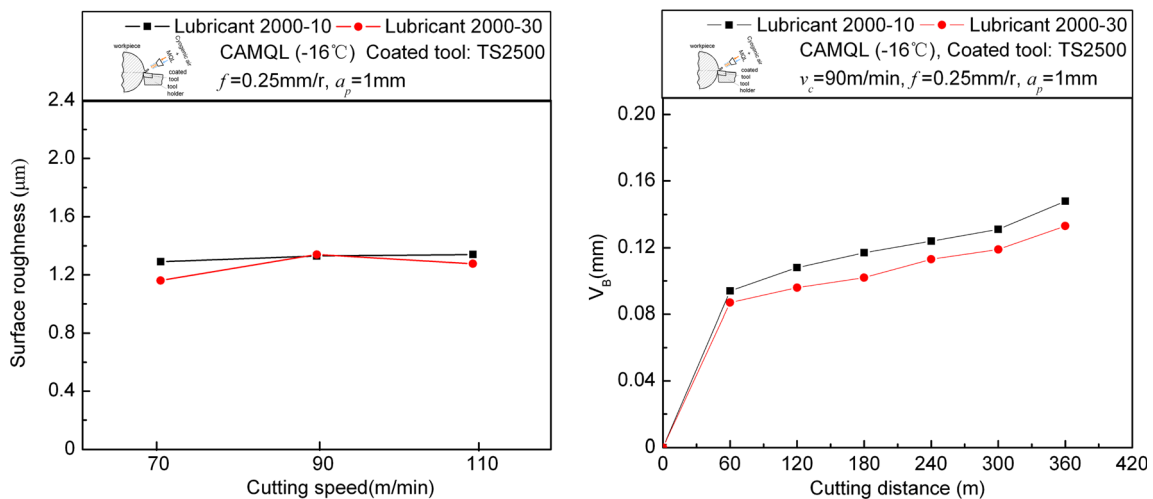 Lubricant 2000-10 Lubricant 2000-30
workpiece
MQL + Cryogenic air
coated tool
tool holder
CAMQL (-16℃) Coated tool: TS2500
f=0.25mm/r, aₚ=1mm
Surface roughness (μm)
2.4
2.0
1.6
1.2
0.8
0.4
0
70 90 110
Cutting speed(m/min)
Lubricant 2000-10 Lubricant 2000-30
workpiece
MQL + Cryogenic air
coated tool
tool holder
CAMQL (-16℃), Coated tool: TS2500
v_c=90m/min, f=0.25mm/r, aₚ=1mm
V_B(mm)
0.20
0.16
0.12
0.08
0.04
0
0 60 120 180 240 300 360 420
Cutting distance (m)